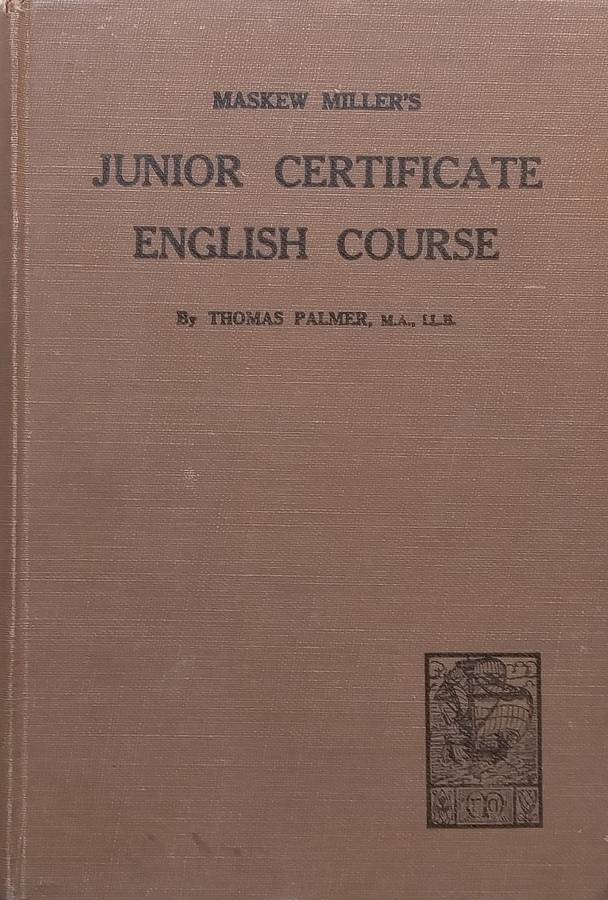 MASKEW MILLER'S
JUNIOR CERTIFICATE
ENGLISH COURSE
By THOMAS PALMER, M.A., LL.B.